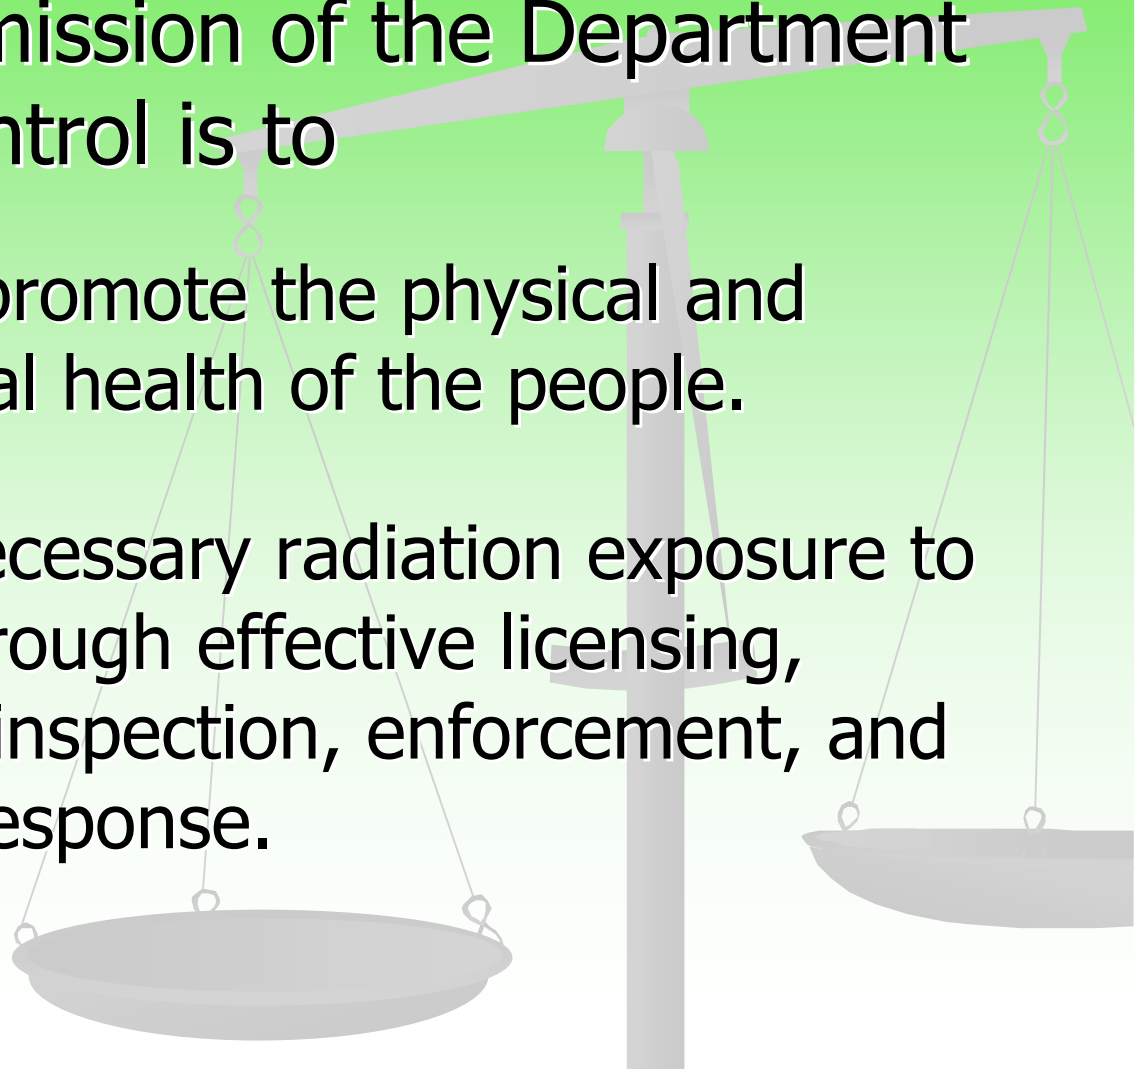 mission of the Department
ntrol is to
promote the physical and
al health of the people.
ecessary radiation exposure to
rough effective licensing,
inspection, enforcement, and
esponse.